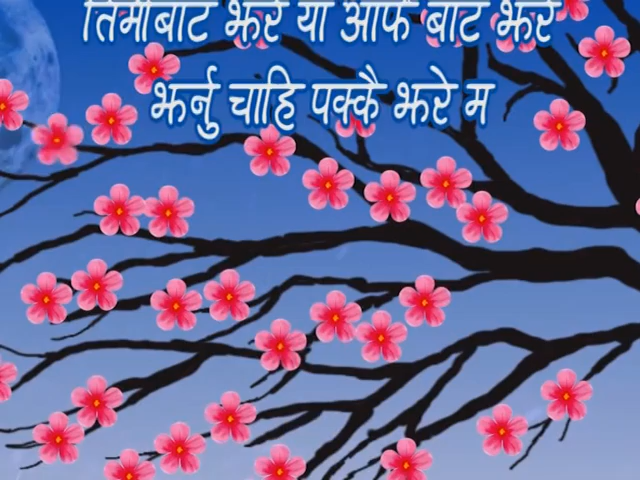 तिमीबाट झरे या आफै बाट झरे
झर्नु चाहि पक्कै झरे म